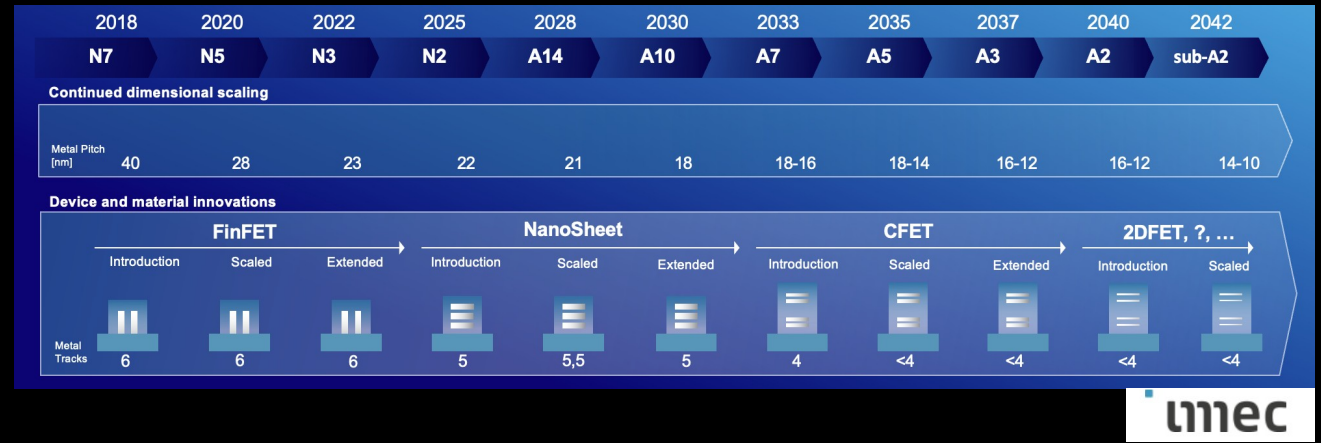 2018 2020 2022 2025 2028 2030 2033 2035 2037 2040 2042
N7 N5 N3 N2 A14 A10 A7 A5 A3 A2 sub-A2
Continued dimensional scaling
Metal Pitch
[nm] 40 28 23 22 21 18 18-16 18-14 16-12 16-12 14-10
Device and material innovations
FinFET NanoSheet CFET 2DFET, ?, ...
Introduction Scaled Extended Introduction Scaled Extended Introduction Scaled Extended Introduction Scaled
Metal
Tracks 6 6 6 5 5,5 5 4 <4 <4 <4 <4
imec